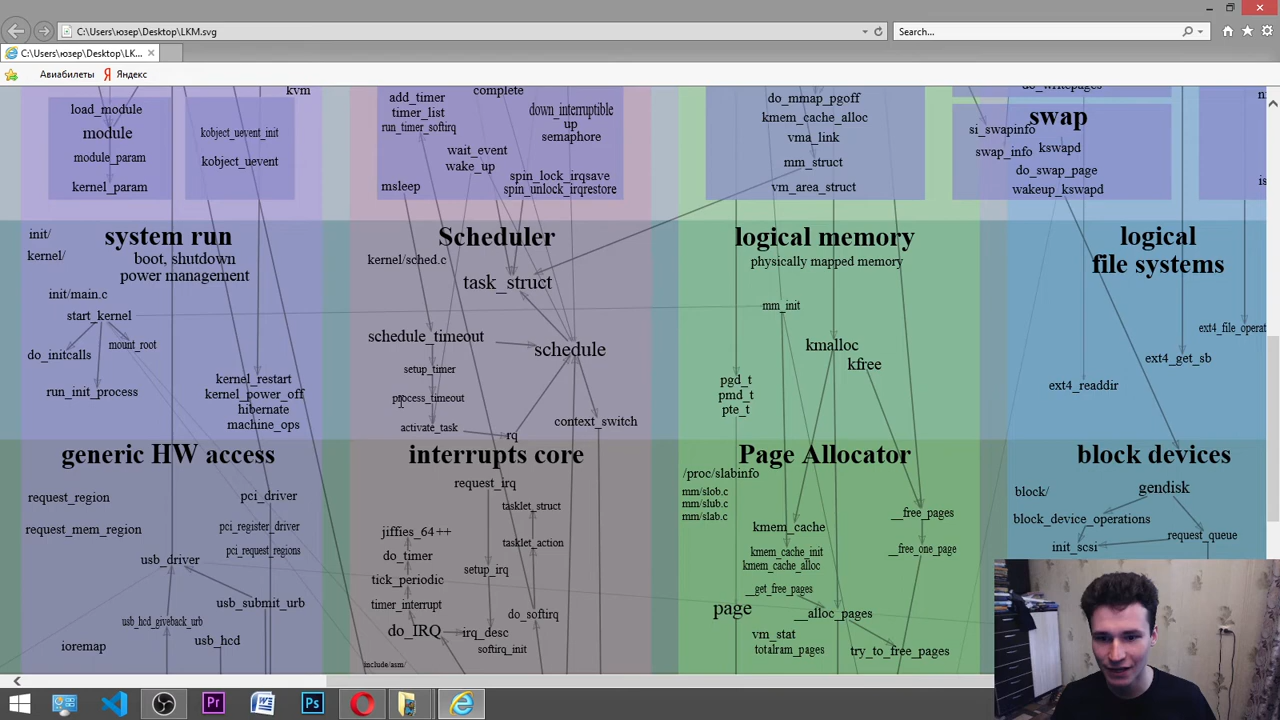 C:\Users\юзер\Desktop\LKM.svg
Search...
C:\Users\юзер\Desktop\LK...
Авиабилеты
Яндекс
load_module
module
module_param
kernel_param
kobject_uevent_init
kobject_uevent
kvm
add_timer
timer_list
run_timer_softirq
complete
down_interruptible
up
semaphore
wait_event
wake_up
msleep
spin_lock_irqsave
spin_unlock_irqrestore
do_mmap_pgoff
kmem_cache_alloc
vma_link
mm_struct
vm_area_struct
do_writepages
swap
si_swapinfo
swap_info
kswapd
do_swap_page
wakeup_kswapd
init/
kernel/
system run
boot, shutdown
power management
init/main.c
start_kernel
do_initcalls
mount_root
run_init_process
kernel_restart
kernel_power_off
hibernate
machine_ops
Scheduler
kernel/sched.c
task_struct
schedule_timeout
schedule
setup_timer
process_timeout
activate_task
rq
context_switch
logical memory
physically mapped memory
mm_init
kmalloc
kfree
pgd_t
pmd_t
pte_t
logical
file systems
ext4_file_operat
ext4_get_sb
ext4_readdir
generic HW access
request_region
request_mem_region
pci_driver
pci_register_driver
pci_request_regions
usb_driver
usb_submit_urb
usb_hcd_giveback_urb
usb_hcd
ioremap
interrupts core
request_irq
tasklet_struct
jiffies_64++
do_timer
tasklet_action
setup_irq
tick_periodic
timer_interrupt
do_softirq
do_IRQ
irq_desc
softirq_init
include/asm/
Page Allocator
/proc/slabinfo
mm/slob.c
mm/slub.c
mm/slab.c
kmem_cache
kmem_cache_init
kmem_cache_alloc
__free_pages
__free_one_page
__get_free_pages
page
__alloc_pages
vm_stat
totalram_pages
try_to_free_pages
block devices
block/
gendisk
block_device_operations
init_scsi
request_queue
Pr
Ps